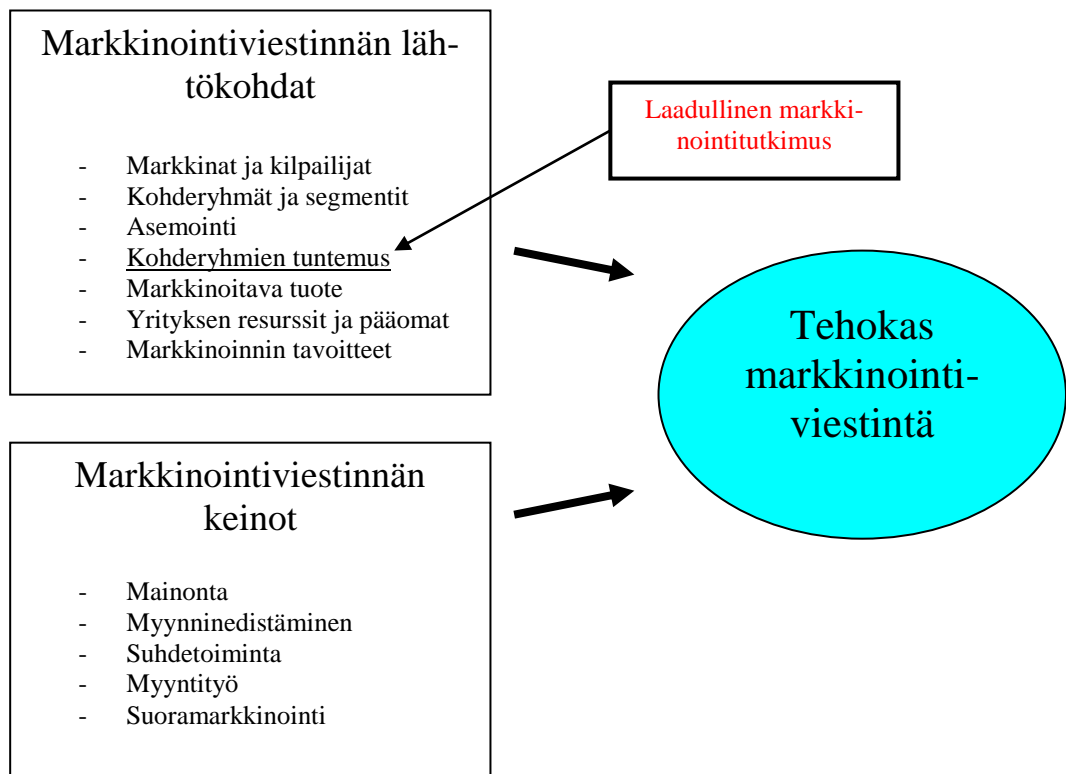 Markkinointiviestinnän läh-
tökohdat
- Markkinat ja kilpailijat
- Kohderyhmät ja segmentit
- Asemointi
- Kohderyhmien tuntemus
- Markkinoitava tuote
- Yrityksen resurssit ja pääomat
- Markkinoinnin tavoitteet
Laadullinen markki-
nointitutkimus
Tehokas
markkinointi-
viestintä
Markkinointiviestinnän
keinot
- Mainonta
- Myynninedistäminen
- Suhdetoiminta
- Myyntityö
- Suoramarkkinointi